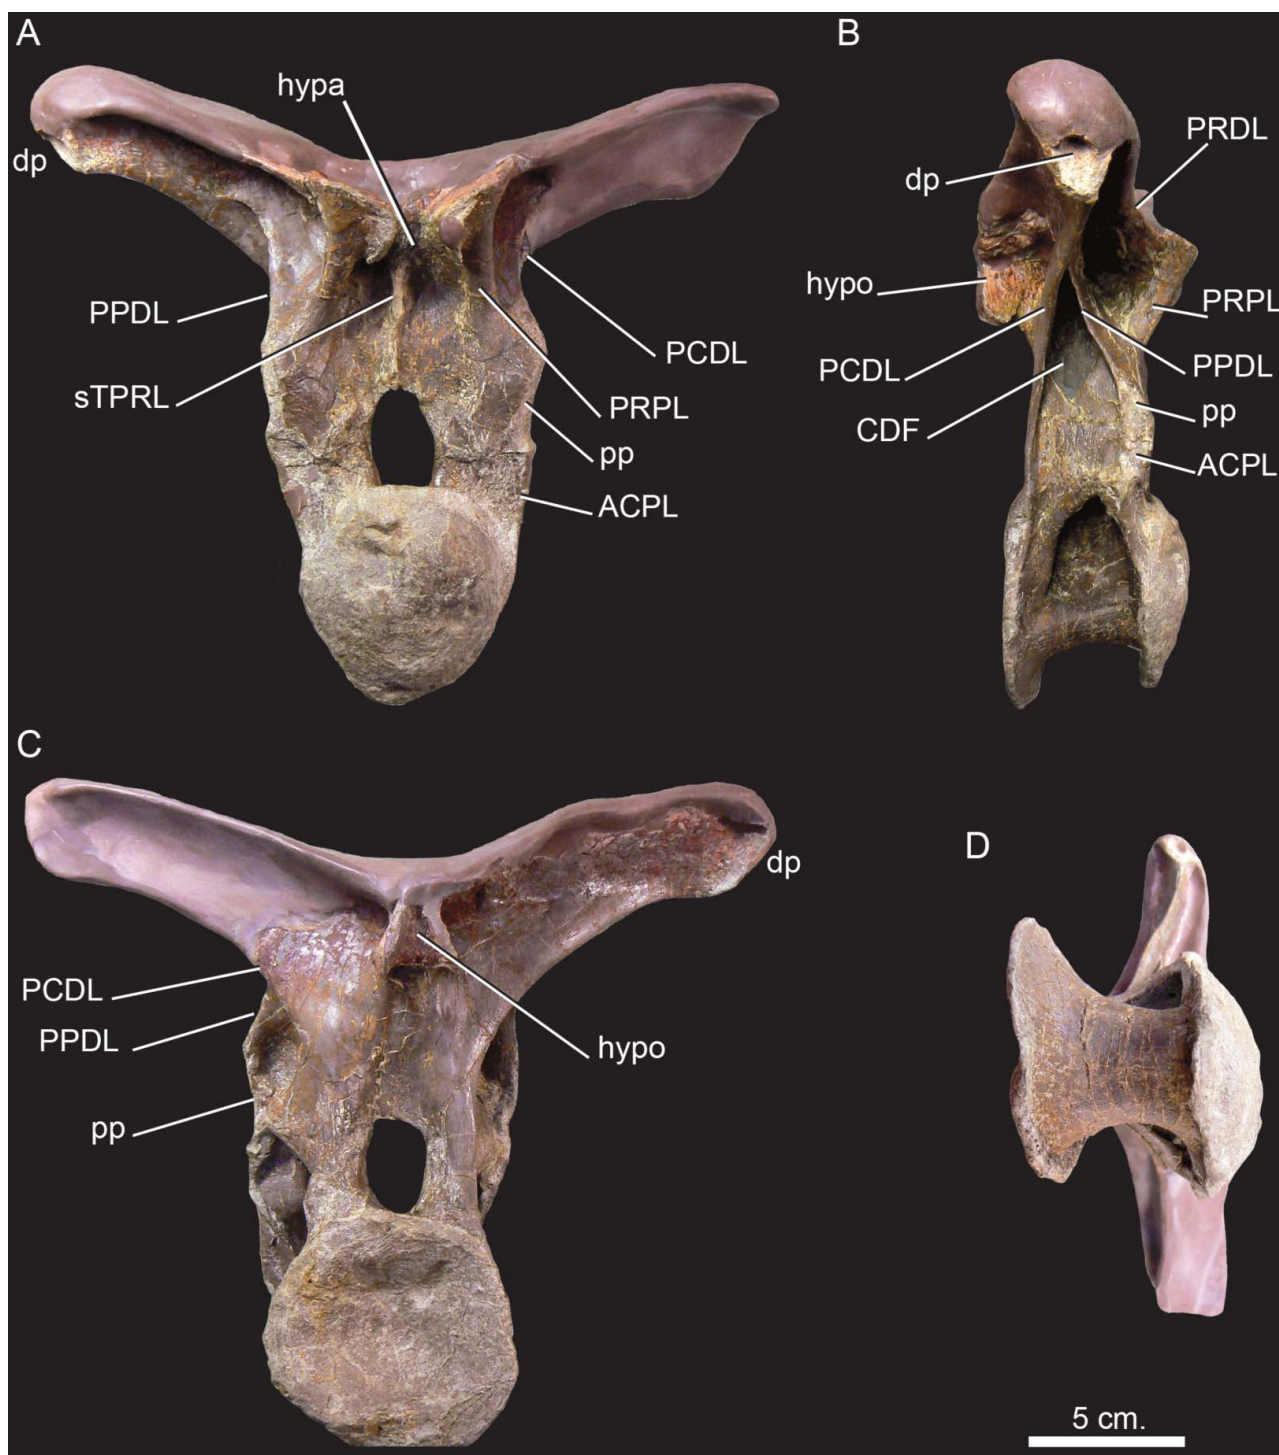 A
hypa
dp
PPDL
sTPRL
PCDL
PRPL
pp
ACPL
B
PRDL
dp
hypo
PRPL
PCDL
PPDL
CDF
pp
ACPL
C
dp
PCDL
PPDL
hypo
pp
D
5 cm.